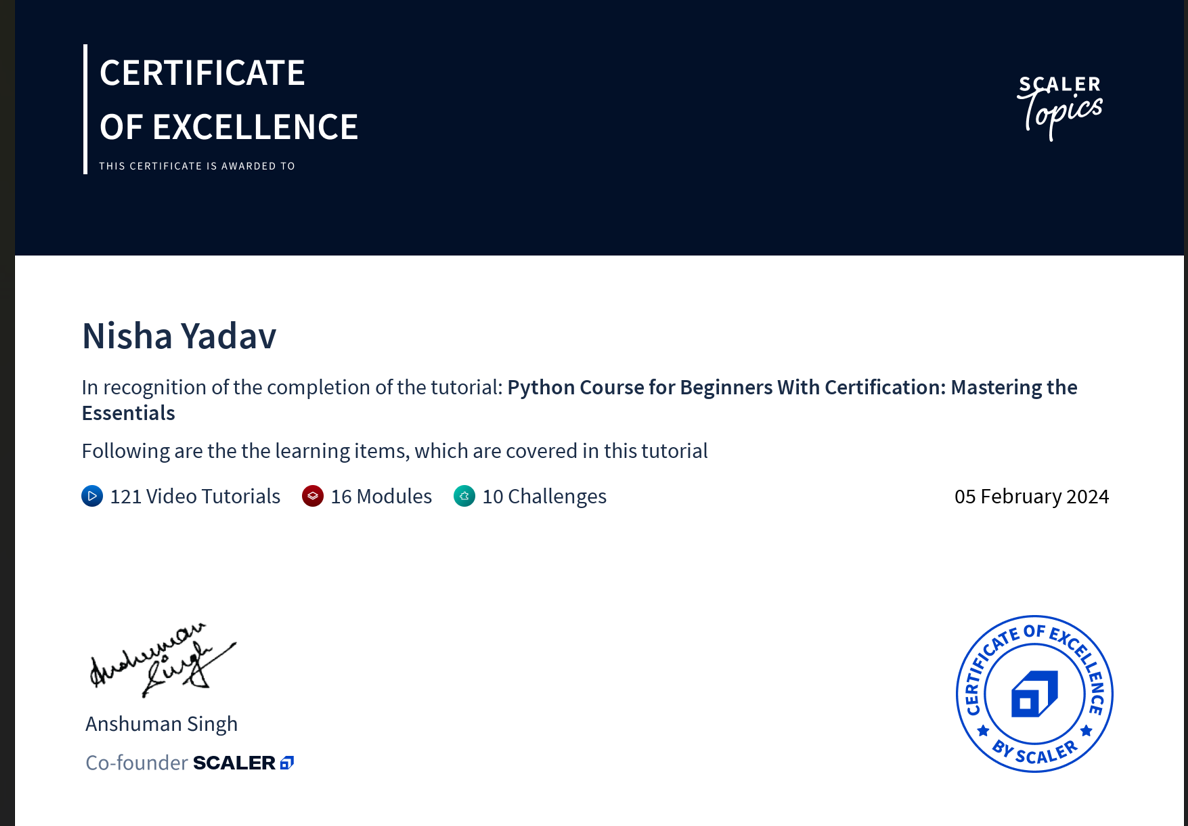 CERTIFICATE
OF EXCELLENCE
THIS CERTIFICATE IS AWARDED TO
SCALER
Topics
Nisha Yadav
In recognition of the completion of the tutorial: Python Course for Beginners With Certification: Mastering the
Essentials
Following are the the learning items, which are covered in this tutorial
121 Video Tutorials 16 Modules 10 Challenges 05 February 2024
Anshuman
Singh
Anshuman Singh
Co-founder SCALER
CERTIFICATE OF EXCELLENCE
BY SCALER